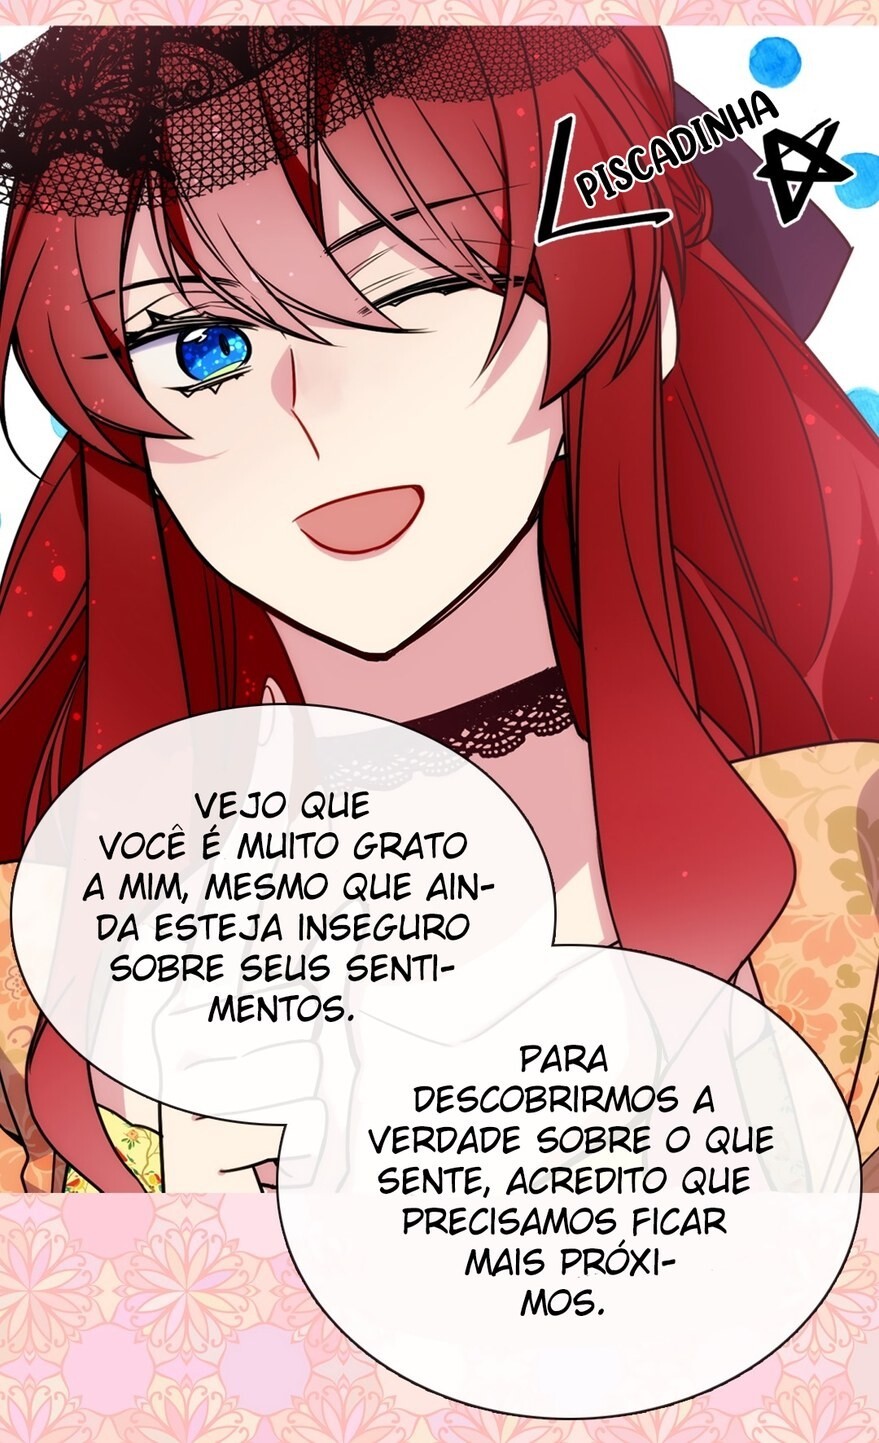 PISCADINHA
VEJO QUE
VOCÊ É MUITO GRATO
A MIM, MESMO QUE AIN-
DA ESTEJA INSEGURO
SOBRE SEUS SENTI-
MENTOS.
PARA
DESCOBRIRMOS A
VERDADE SOBRE O QUE
SENTE, ACREDITO QUE
PRECISAMOS FICAR
MAIS PRÓXI-
MOS.